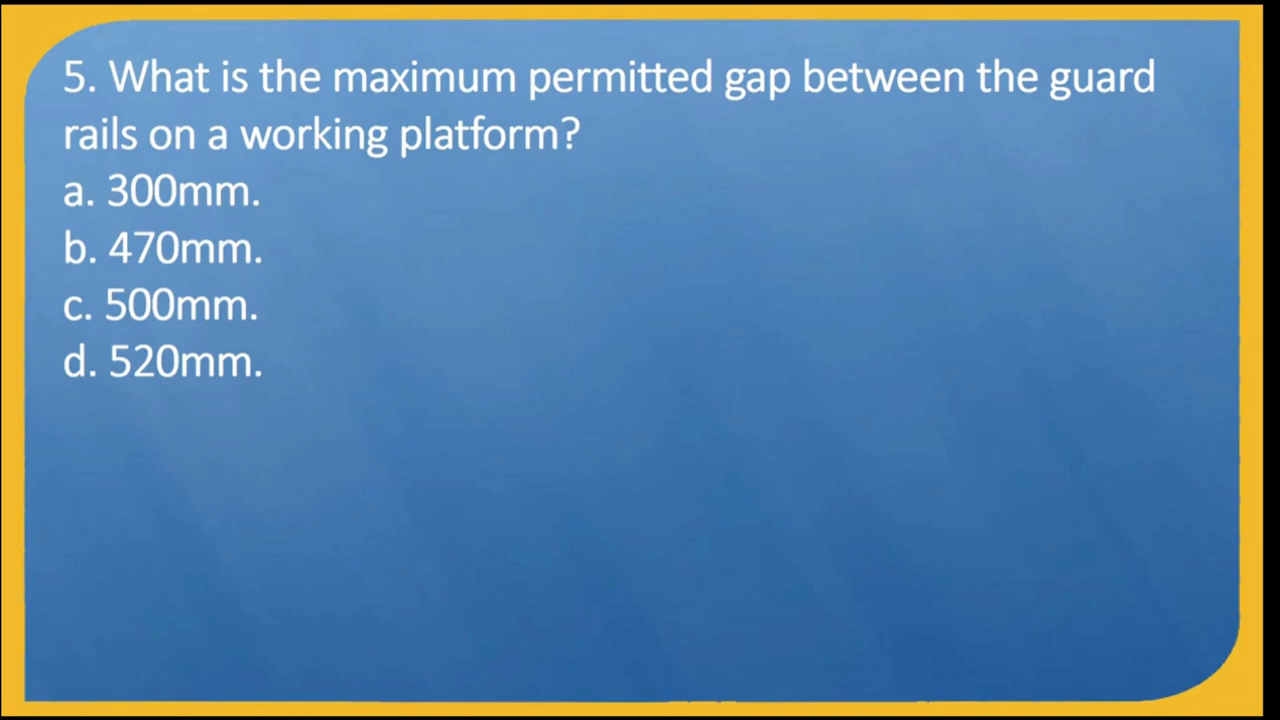 5. What is the maximum permitted gap between the guard
rails on a working platform?
a. 300mm.
b. 470mm.
c. 500mm.
d. 520mm.